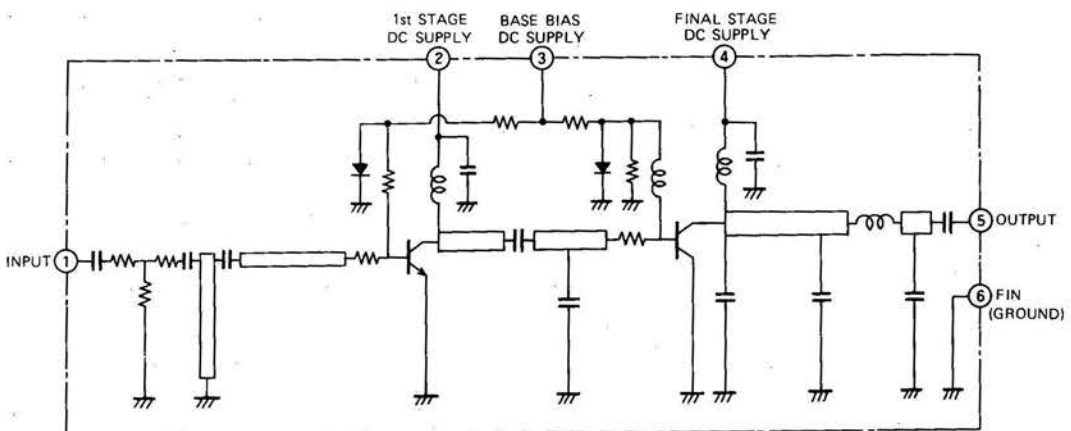 1st STAGE
DC SUPPLY
BASE BIAS
DC SUPPLY
FINAL STAGE
DC SUPPLY
2
3
4
INPUT 1
5 OUTPUT
6 FIN
(GROUND)